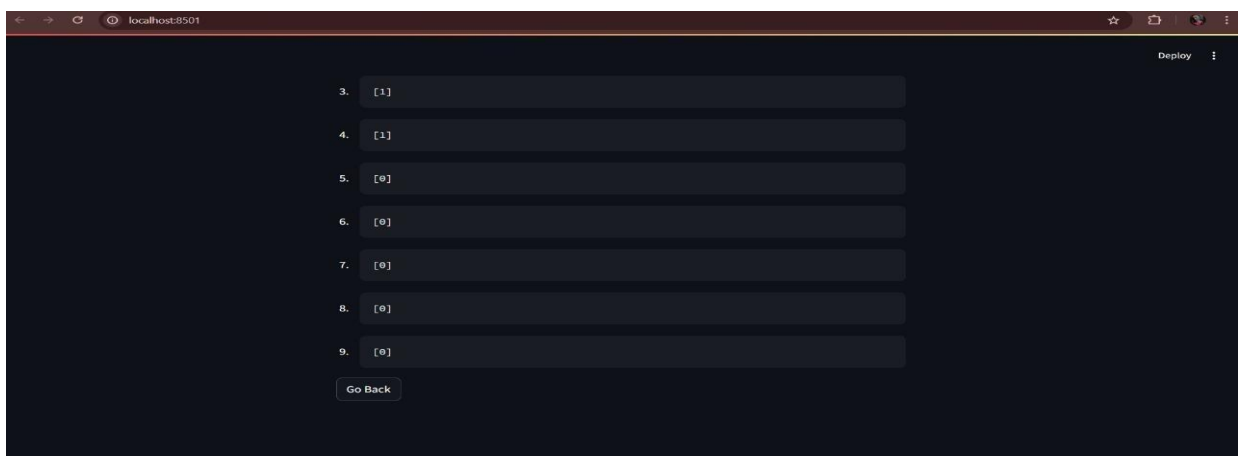 localhost:8501
Deploy
3. [1]
4. [1]
5. [0]
6. [0]
7. [0]
8. [0]
9. [0]
Go Back